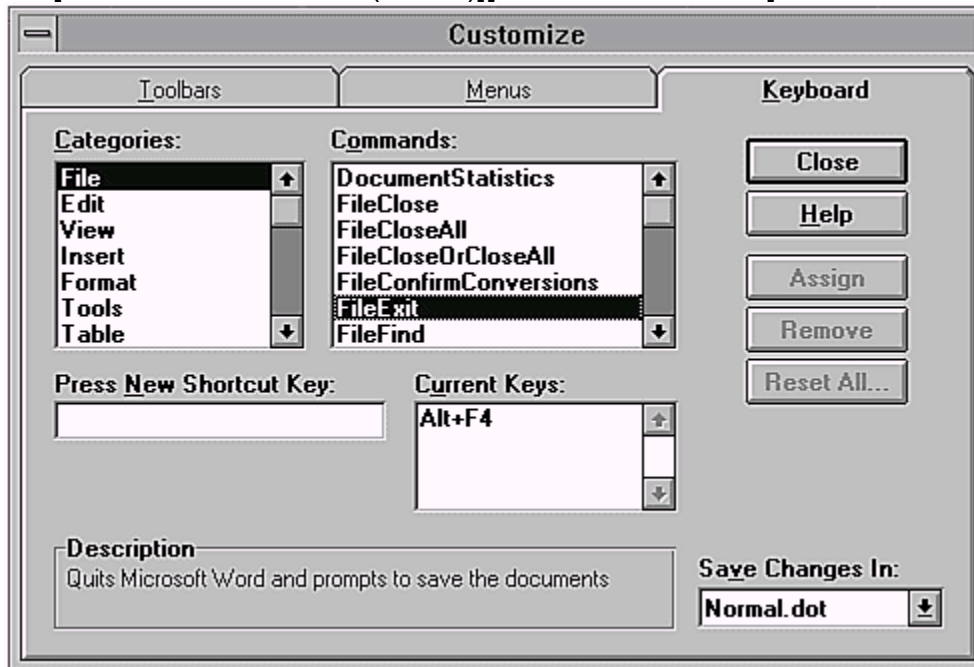 Customize
Toolbars
Menus
Keyboard
Categories:
File
Edit
View
Insert
Format
Tools
Table
Commands:
DocumentStatistics
FileClose
FileCloseAll
FileCloseOrCloseAll
FileConfirmConversions
FileExit
FileFind
Close
Help
Assign
Remove
Reset All...
Press New Shortcut Key:
Current Keys:
Alt+F4
Description
Quits Microsoft Word and prompts to save the documents
Save Changes In:
Normal.dot